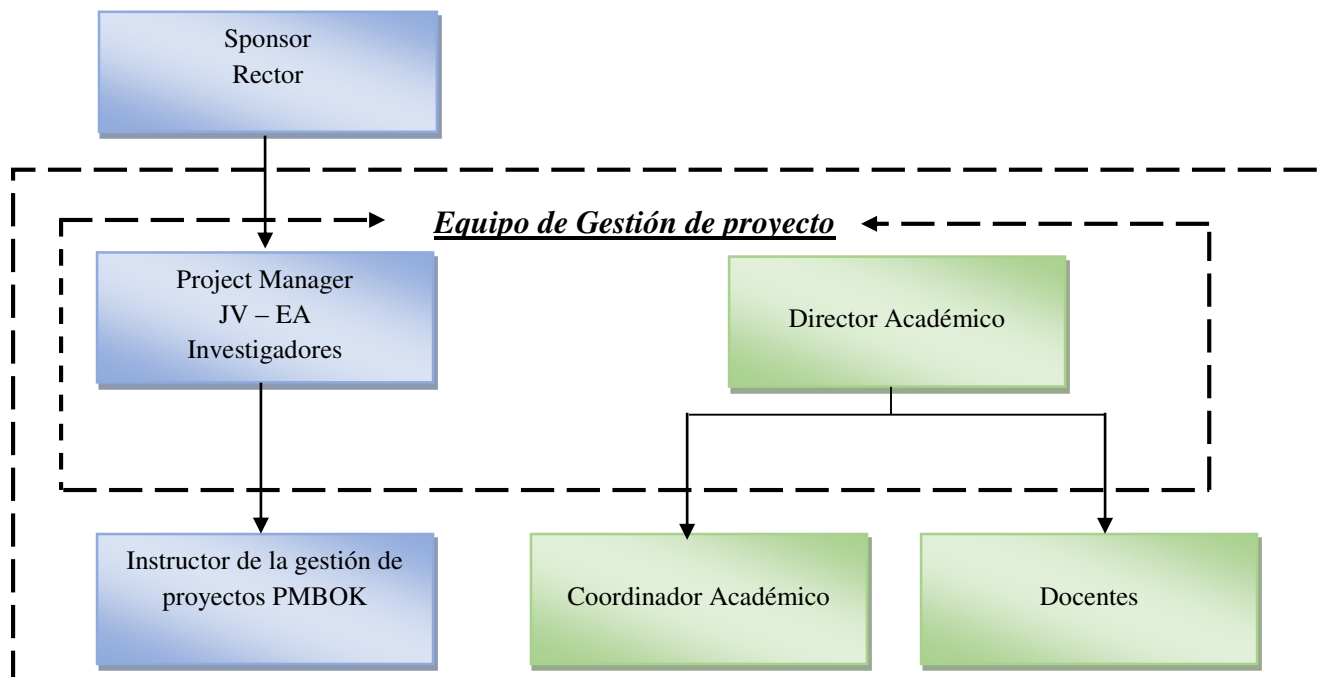 Sponsor
Rector
Equipo de Gestión de proyecto
Project Manager
JV – EA
Investigadores
Director Académico
Instructor de la gestión de
proyectos PMBOK
Coordinador Académico
Docentes